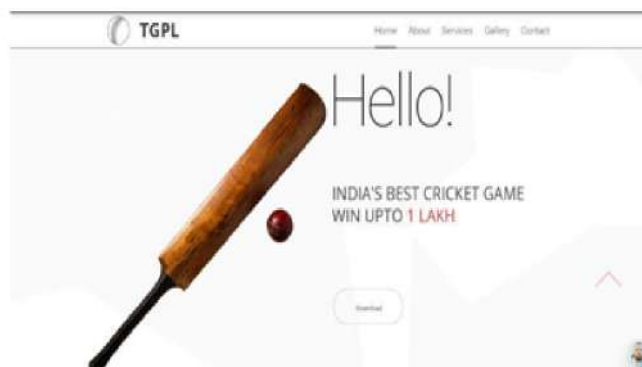 TGPL
Home About Services Gallery Contact
Hello!
INDIA'S BEST CRICKET GAME
WIN UPTO 1 LAKH
Download